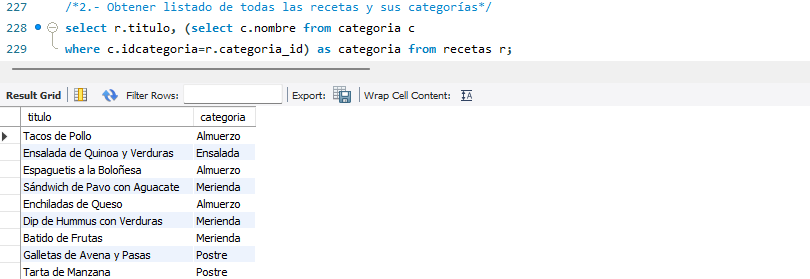 227 /*2.- Obtener listado de todas las recetas y sus categorías*/
228 select r.titulo, (select c.nombre from categoria c
229 where c.idcategoria=r.categoria_id) as categoria from recetas r;
Result Grid Filter Rows: Export: Wrap Cell Content: IA
titulo categoria
Tacos de Pollo Almuerzo
Ensalada de Quinoa y Verduras Ensalada
Espaguetis a la Boloñesa Almuerzo
Sándwich de Pavo con Aguacate Merienda
Enchiladas de Queso Almuerzo
Dip de Hummus con Verduras Merienda
Batido de Frutas Merienda
Galletas de Avena y Pasas Postre
Tarta de Manzana Postre